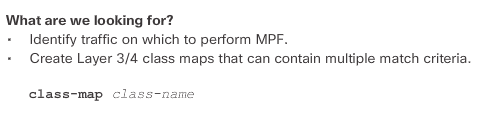 What are we looking for?
▪ Identify traffic on which to perform MPF.
▪ Create Layer 3/4 class maps that can contain multiple match criteria.
class-map class-name